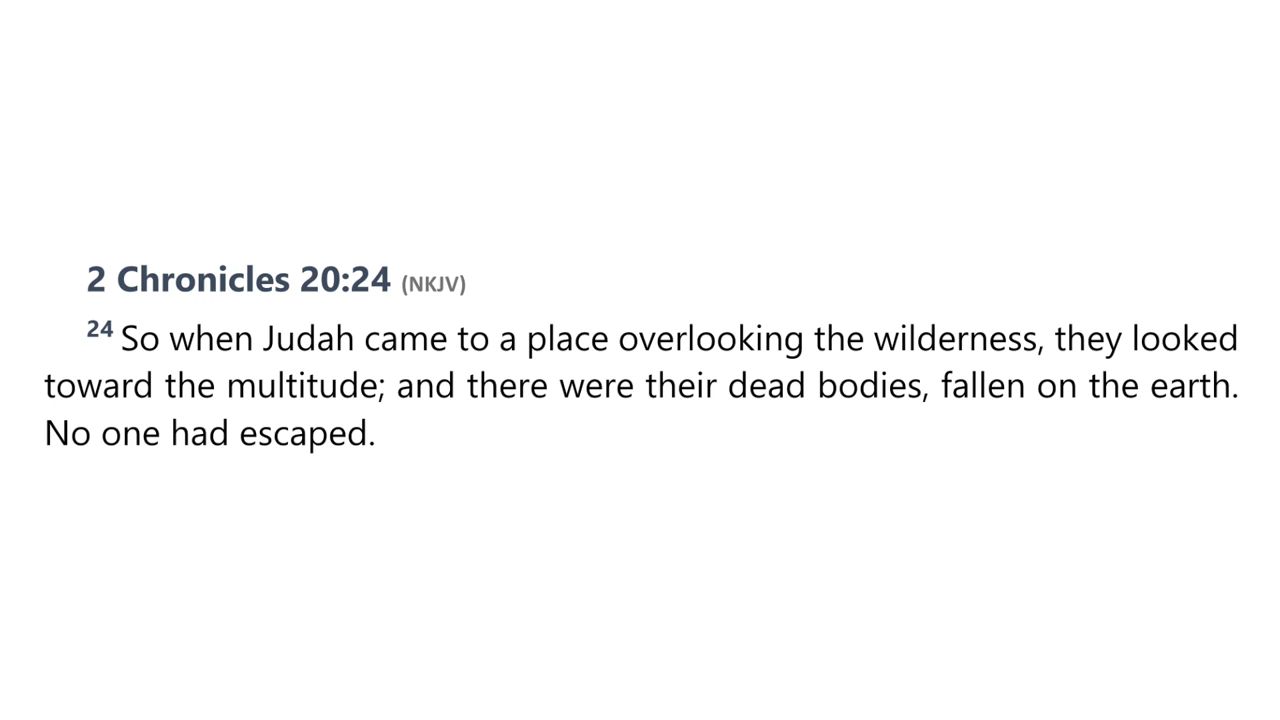 2 Chronicles 20:24 (NKJV)
24 So when Judah came to a place overlooking the wilderness, they looked
toward the multitude; and there were their dead bodies, fallen on the earth.
No one had escaped.